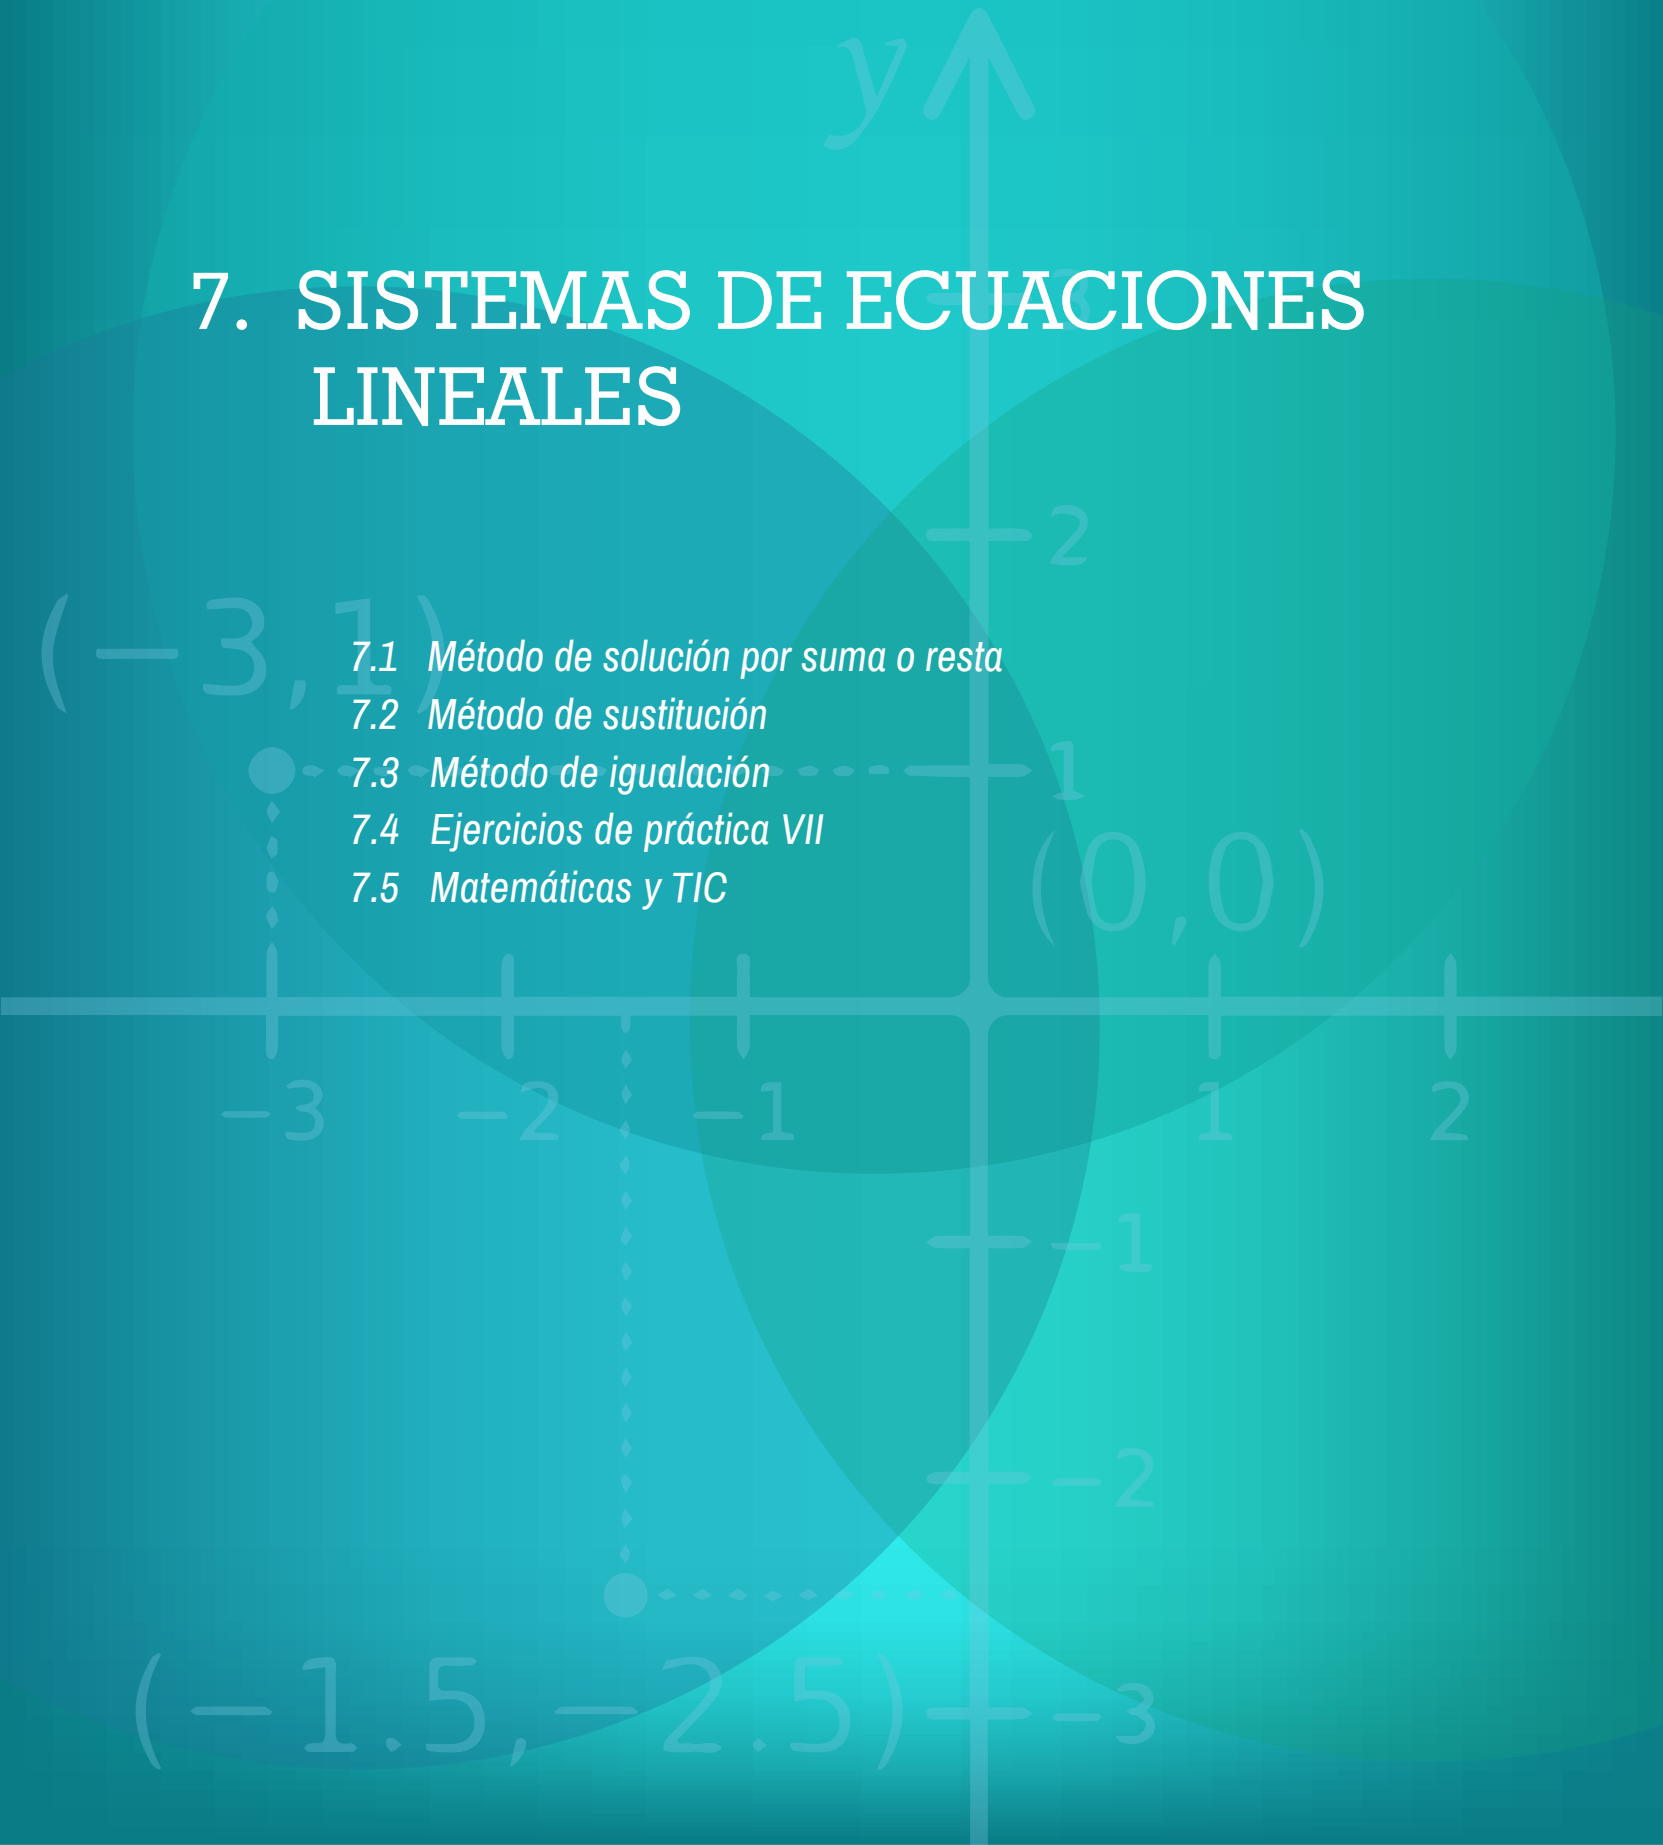 y
3
7. SISTEMAS DE ECUACIONES
LINEALES
2
(−3,1)
7.1 Método de solución por suma o resta
7.2 Método de sustitución
7.3 Método de igualación
1
7.4 Ejercicios de práctica VII
(0,0)
7.5 Matemáticas y TIC
−3 −2 −1 1 2
−1
−2
(−1.5,−2.5)
−3